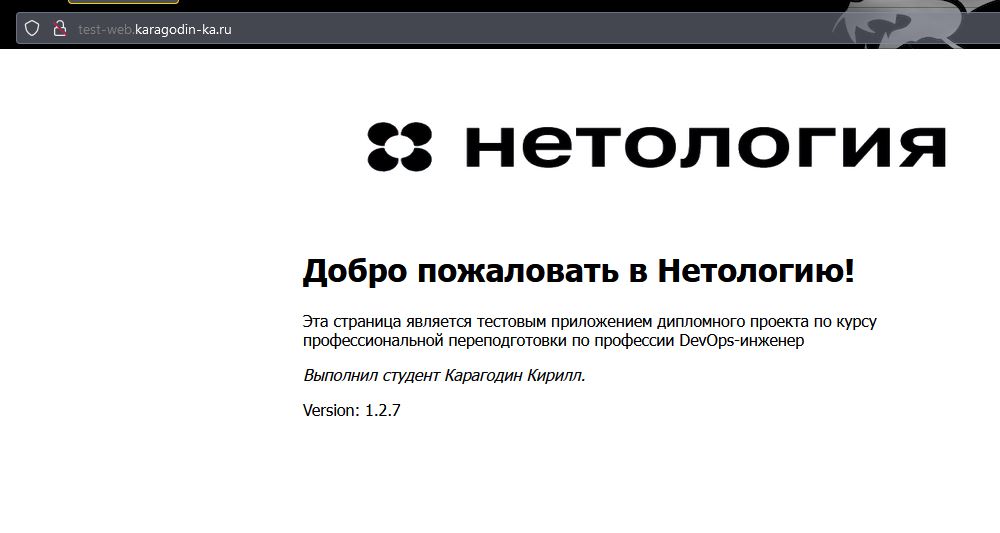 test-web.karagodin-ka.ru
нетология
Добро пожаловать в Нетологию!
Эта страница является тестовым приложением дипломного проекта по курсу
профессиональной переподготовки по профессии DevOps-инженер
Выполнил студент Карагодин Кирилл.
Version: 1.2.7